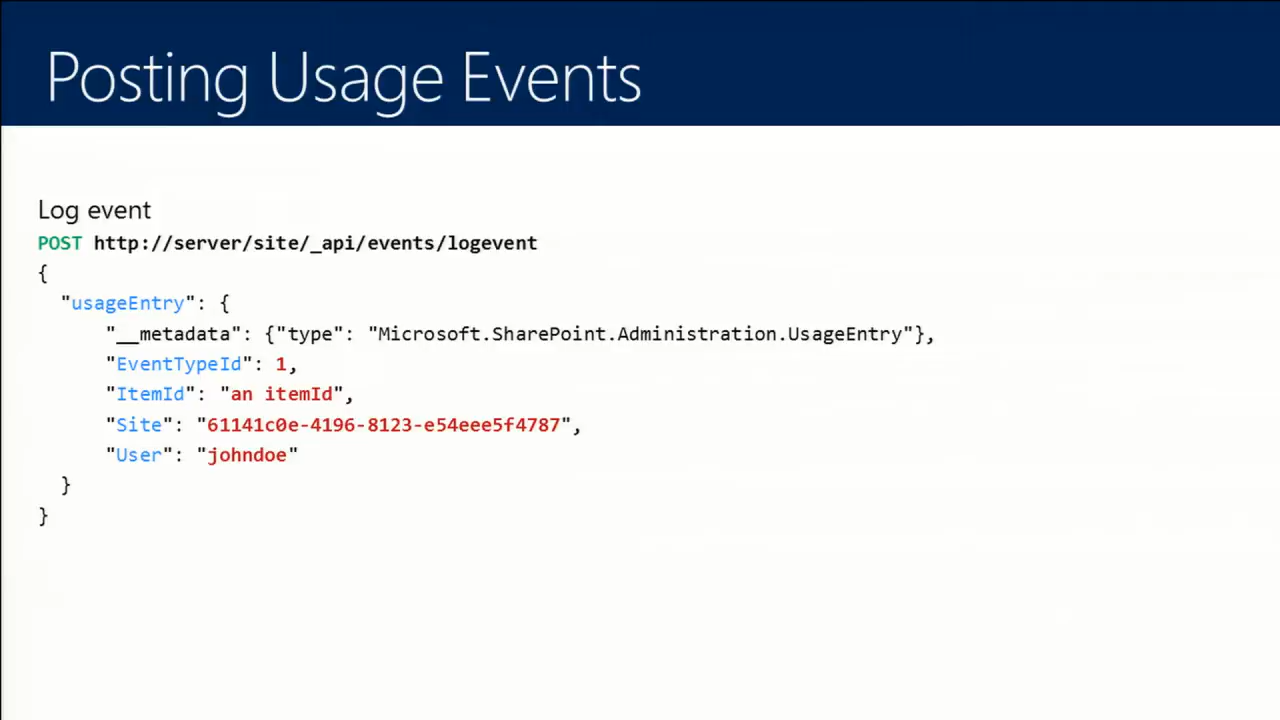 Posting Usage Events
Log event
POST http://server/site/_api/events/logevent
{
"usageEntry": {
"__metadata": {"type": "Microsoft.SharePoint.Administration.UsageEntry"},
"EventTypeId": 1,
"ItemId": "an itemId",
"Site": "61141c0e-4196-8123-e54eee5f4787",
"User": "johndoe"
}
}